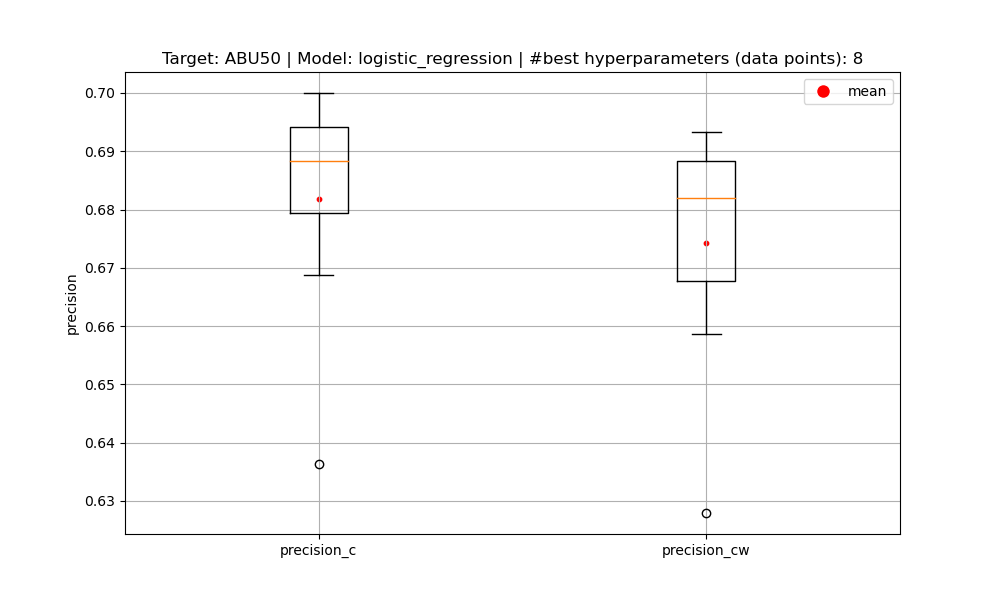 Target: ABU50 | Model: logistic_regression | #best hyperparameters (data points): 8
mean
precision
0.70
0.69
0.68
0.67
0.66
0.65
0.64
0.63
precision_c
precision_cw